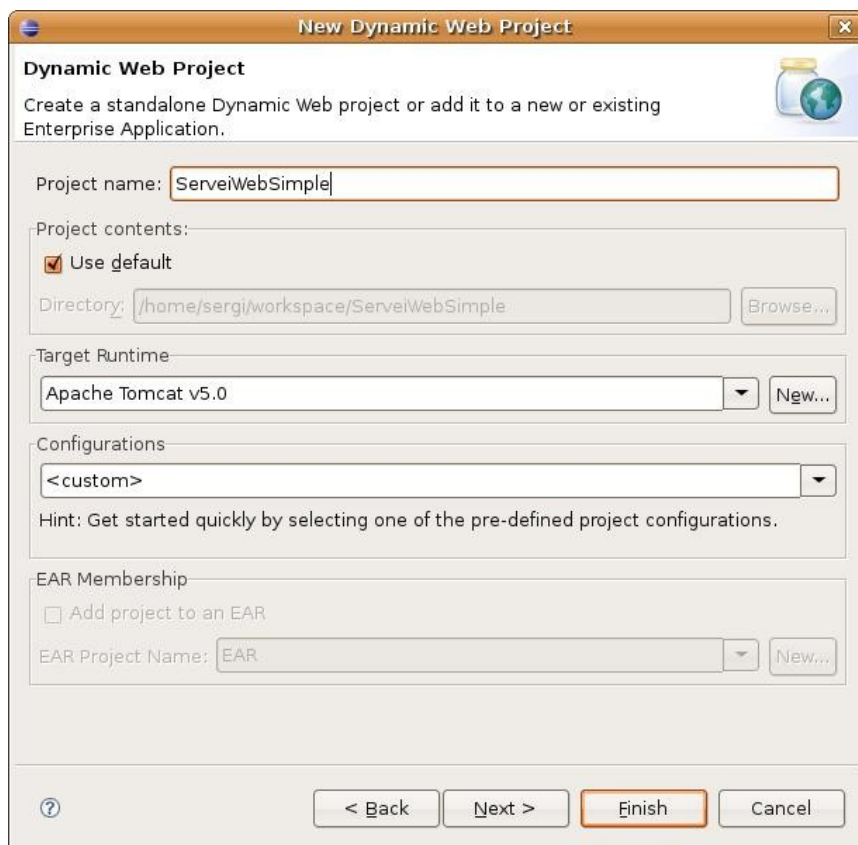 New Dynamic Web Project
Dynamic Web Project
Create a standalone Dynamic Web project or add it to a new or existing
Enterprise Application.
Project name: ServeiWebSimple
Project contents:
Use default
Directory: /home/sergi/workspace/ServeiWebSimple Browse...
Target Runtime
Apache Tomcat v5.0 New...
Configurations
<custom>
Hint: Get started quickly by selecting one of the pre-defined project configurations.
EAR Membership
Add project to an EAR
EAR Project Name: EAR New...
< Back Next > Finish Cancel